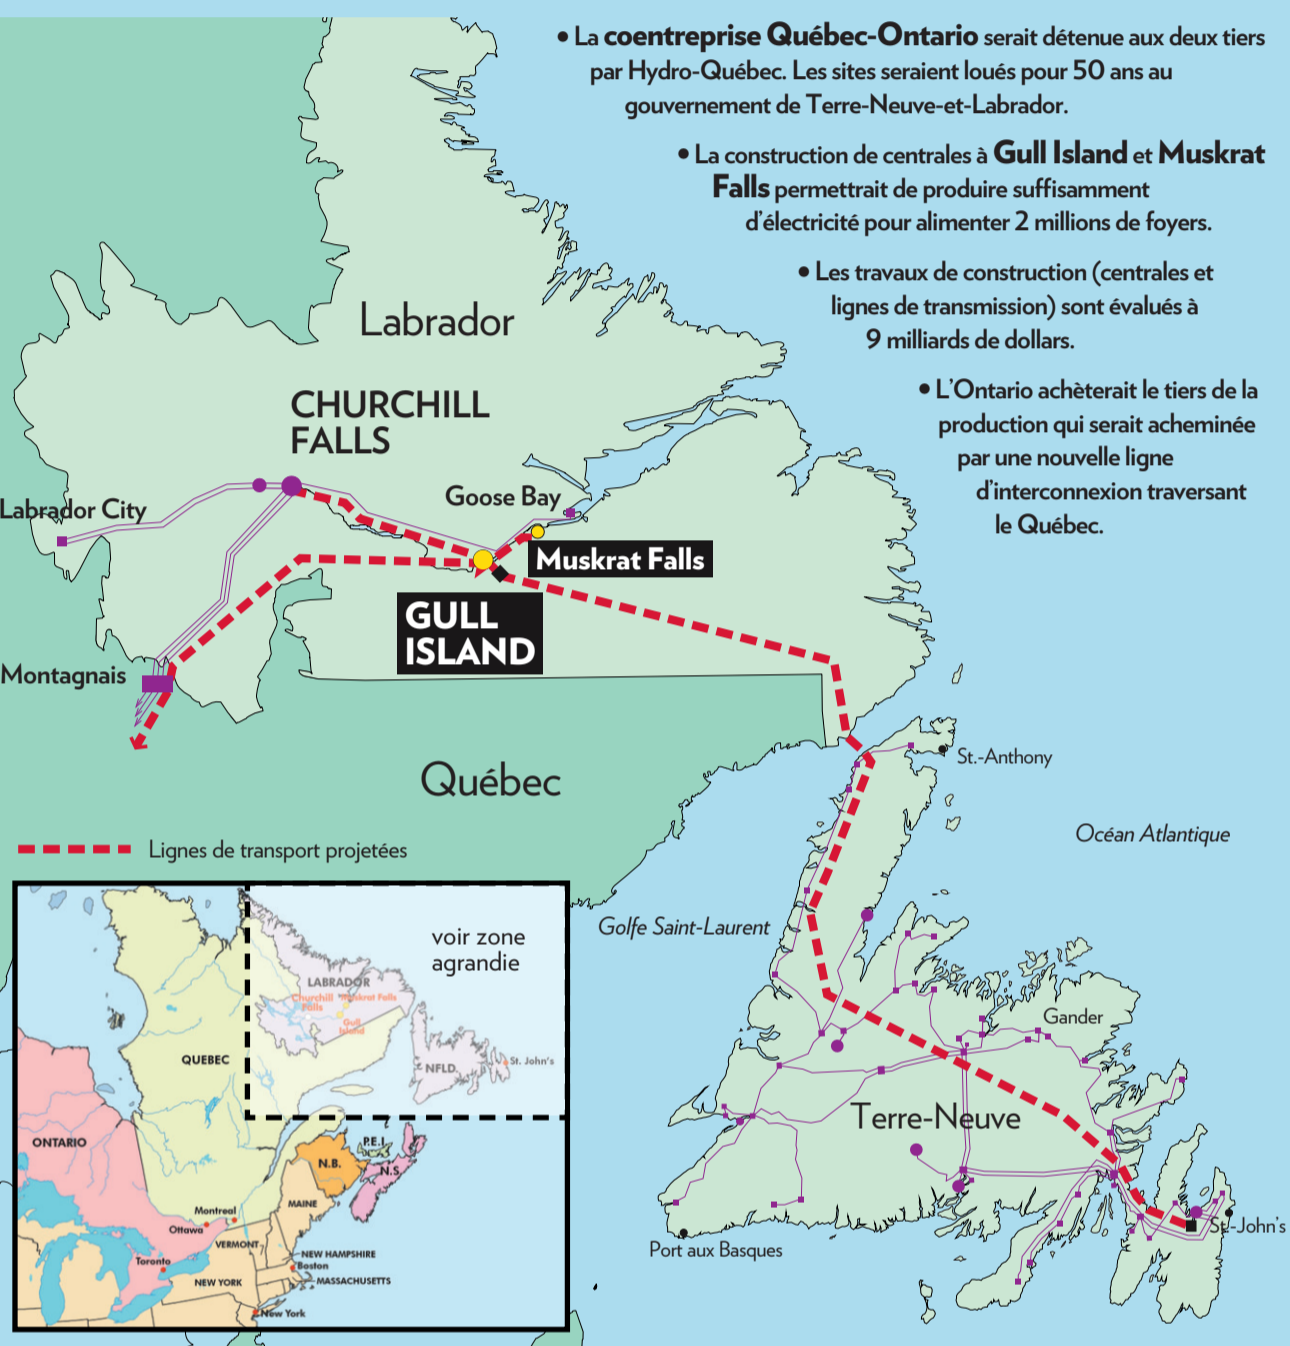 • La coentreprise Québec-Ontario serait détenue aux deux tiers
par Hydro-Québec. Les sites seraient loués pour 50 ans au
gouvernement de Terre-Neuve-et-Labrador.
• La construction de centrales à Gull Island et Muskrat
Falls permettrait de produire suffisamment
d'électricité pour alimenter 2 millions de foyers.
• Les travaux de construction (centrales et
lignes de transmission) sont évalués à
9 milliards de dollars.
• L'Ontario achèterait le tiers de la
production qui serait acheminée
par une nouvelle ligne
d'interconnexion traversant
le Québec.
Labrador
CHURCHILL
FALLS
Labrador City
Goose Bay
Muskrat Falls
GULL
ISLAND
Montagnais
Québec
St.-Anthony
Océan Atlantique
Lignes de transport projetées
Golfe Saint-Laurent
Gander
Terre-Neuve
St-John's
Port aux Basques
voir zone
agrandie
LABRADOR
Churchill
Falls
Muskrat Falls
Gull
Island
QUEBEC
NFLD.
St. John's
ONTARIO
P.E.I.
N.B.
N.S.
MAINE
Montreal
Ottawa
VERMONT
NEW HAMPSHIRE
Toronto
Boston
NEW YORK
MASSACHUSETTS
New York